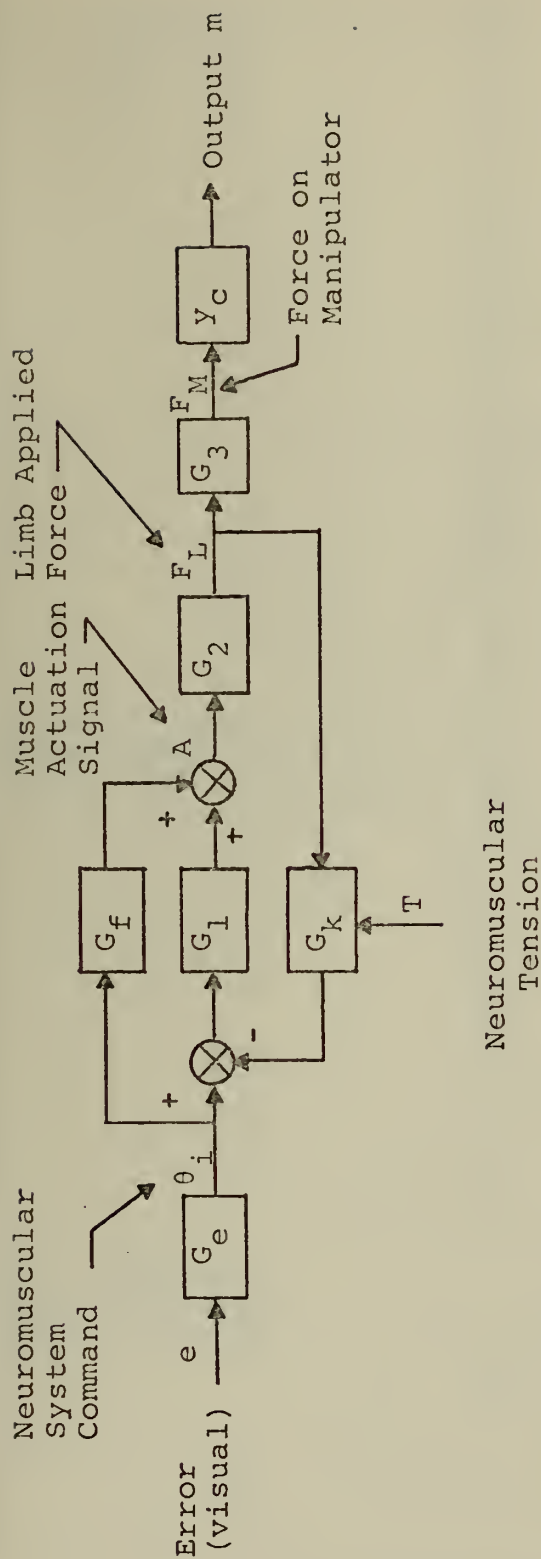 Neuromuscular
System
Command
Error
(visual)
e
G_e
θ_i
+
-
G_f
G_1
G_k
T
Neuromuscular
Tension
+
+
A
Muscle
Actuation
Signal
G_2
F_L
Limb Applied
Force
G_3
F_M
Force on
Manipulator
Y_c
Output m